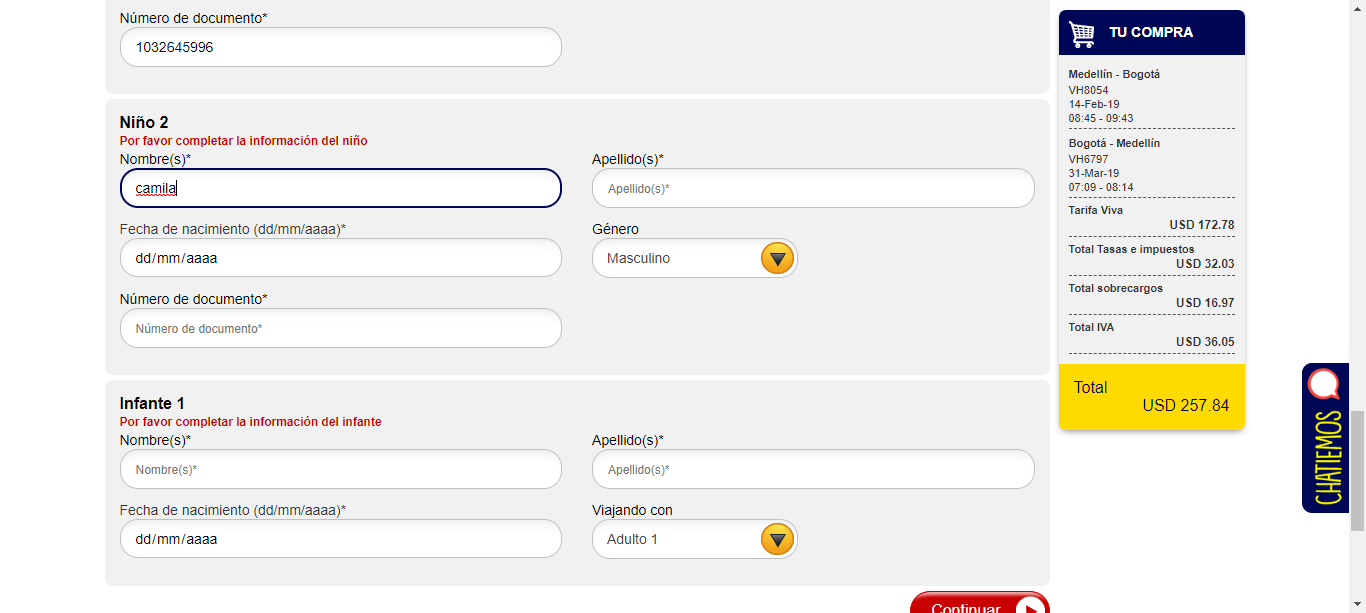 Número de documento*
1032645996
Niño 2
Por favor completar la información del niño
Nombre(s)*
Apellido(s)*
camila
Apellido(s)*
Fecha de nacimiento (dd/mm/aaaa)*
Género
dd/mm/aaaa
Masculino
Número de documento*
Número de documento*
Infante 1
Por favor completar la información del infante
Nombre(s)*
Apellido(s)*
Nombre(s)*
Apellido(s)*
Fecha de nacimiento (dd/mm/aaaa)*
Viajando con
dd/mm/aaaa
Adulto 1
Continuar
TU COMPRA
Medellín - Bogotá
VH8054
14-Feb-19
08:45 - 09:43
Bogotá - Medellín
VH6797
31-Mar-19
07:09 - 08:14
Tarifa Viva
USD 172.78
Total Tasas e impuestos
USD 32.03
Total sobrecargos
USD 16.97
Total IVA
USD 36.05
Total
USD 257.84
CHATIEMOS